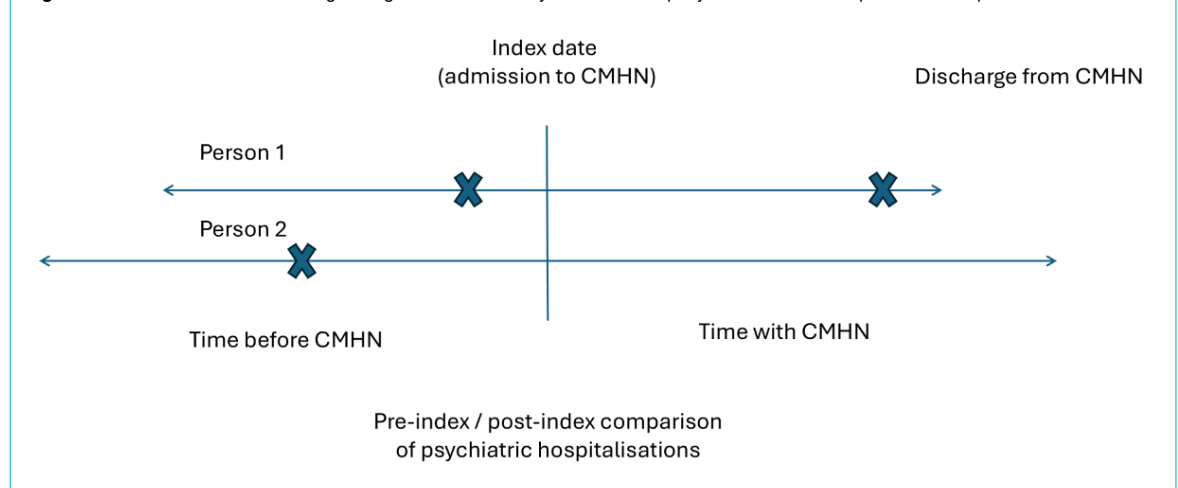 Index date
(admission to CMHN)
Discharge from CMHN
Person 1
Person 2
Time before CMHN
Time with CMHN
Pre-index / post-index comparison
of psychiatric hospitalisations